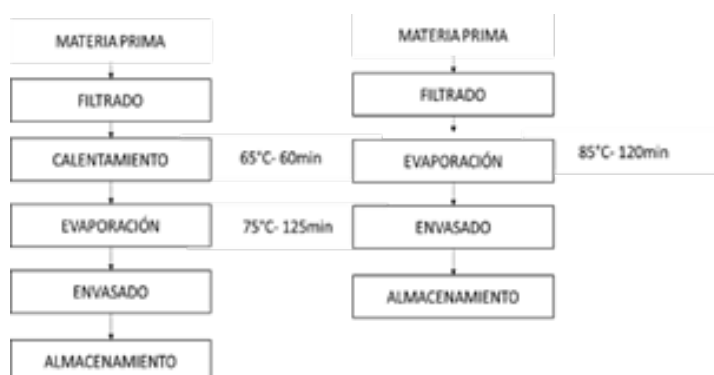 MATERIA PRIMA
FILTRADO
CALENTAMIENTO
65°C- 60min
EVAPORACIÓN
75°C- 125min
ENVASADO
ALMACENAMIENTO
MATERIA PRIMA
FILTRADO
EVAPORACIÓN
85°C- 120min
ENVASADO
ALMACENAMIENTO